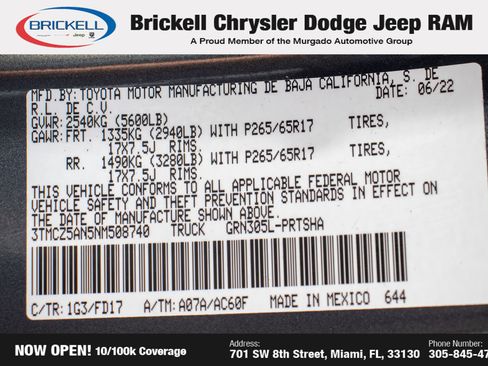 BRICKELL
Jeep
Brickell Chrysler Dodge Jeep RAM
A Proud Member of the Murgado Automotive Group
MFD.BY:TOYOTA MOTOR MANUFACTURING DE BAJA CALIFORNIA, S. DE
R.L. DE C.V. DATE: 06/22
GVWR: 2540KG (5600LB)
GAWR: FRT. 1335KG (2940LB) WITH P265/65R17 TIRES,
17X7.5J RIMS.
RR. 1490KG (3280LB) WITH P265/65R17 TIRES,
17X7.5J RIMS.
THIS VEHICLE CONFORMS TO ALL APPLICABLE FEDERAL MOTOR
VEHICLE SAFETY AND THEFT PREVENTION STANDARDS IN EFFECT ON
THE DATE OF MANUFACTURE SHOWN ABOVE.
3TMCZ5AN5NM508740 TRUCK GRN305L-PRTSHA
C/TR: 1G3/FD17 A/TM: A07A/AC60F MADE IN MEXICO 644
NOW OPEN! 10/100k Coverage
Address:
701 SW 8th Street, Miami, FL, 33130
Phone:
305-845-47